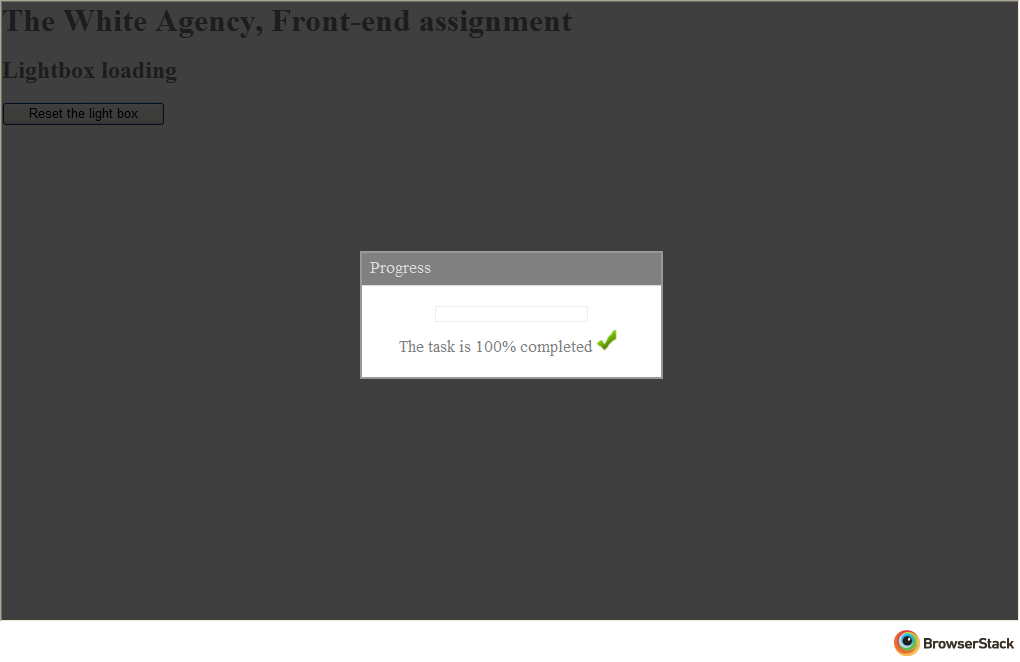 The White Agency, Front-end assignment
Lightbox loading
Reset the light box
Progress
The task is 100% completed
BrowserStack